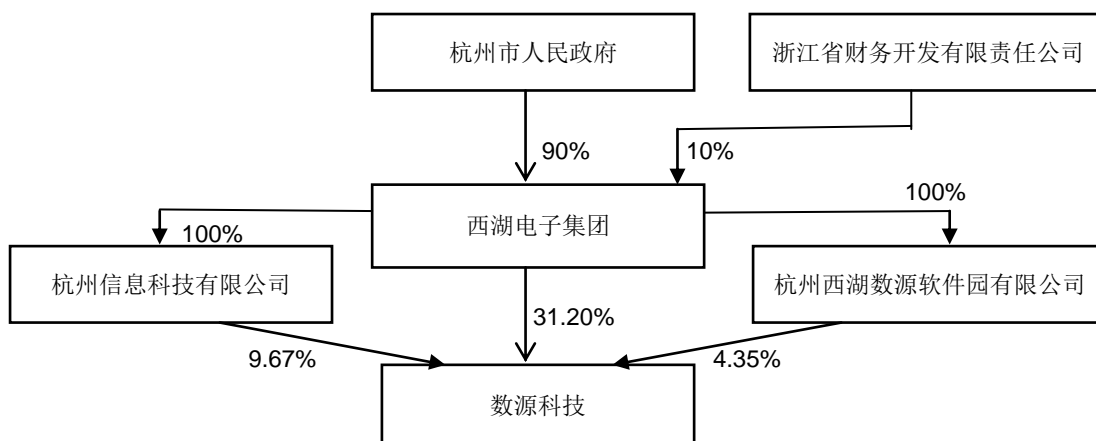 杭州市人民政府
浙江省财务开发有限责任公司
90%
10%
西湖电子集团
100%
100%
杭州信息科技有限公司
杭州西湖数源软件园有限公司
31.20%
9.67%
4.35%
数源科技